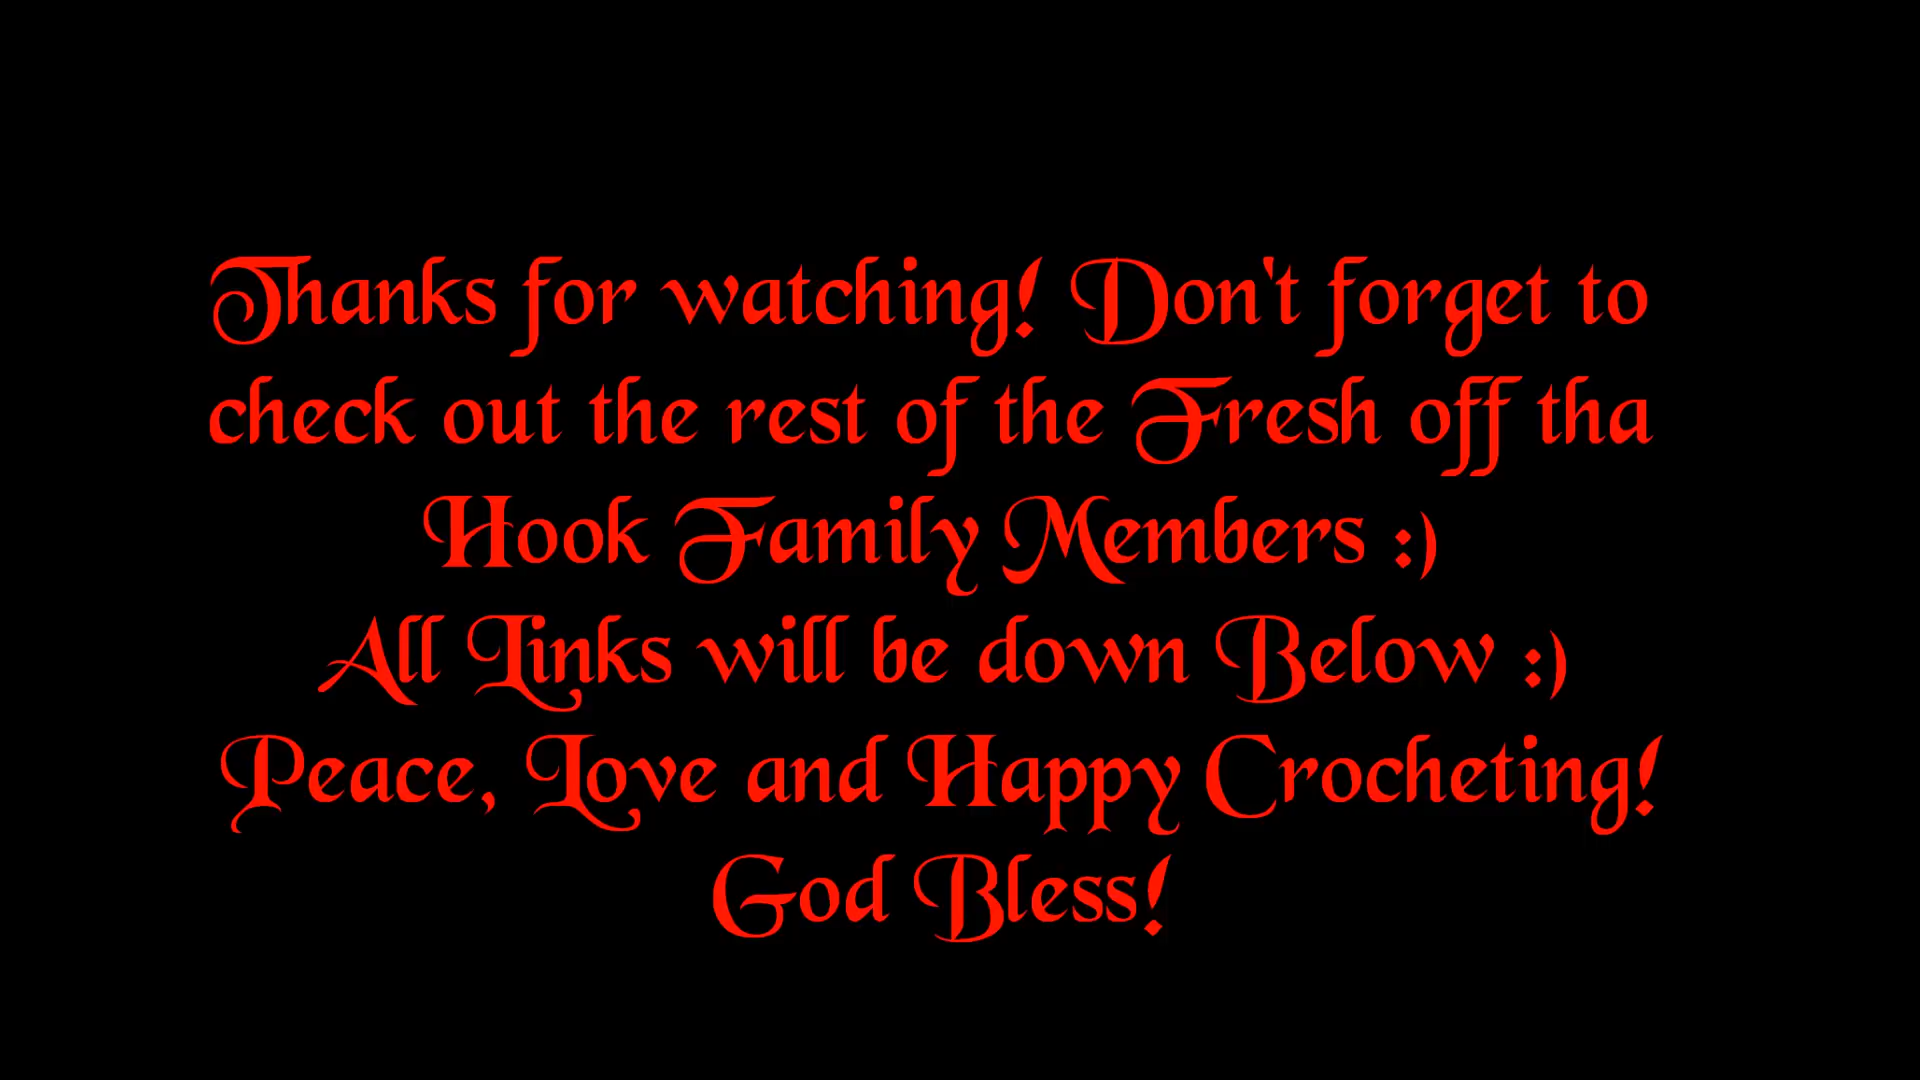 Thanks for watching! Don't forget to
check out the rest of the Fresh off tha
Hook Family Members :)
All Links will be down Below :)
Peace, Love and Happy Crocheting!
God Bless!